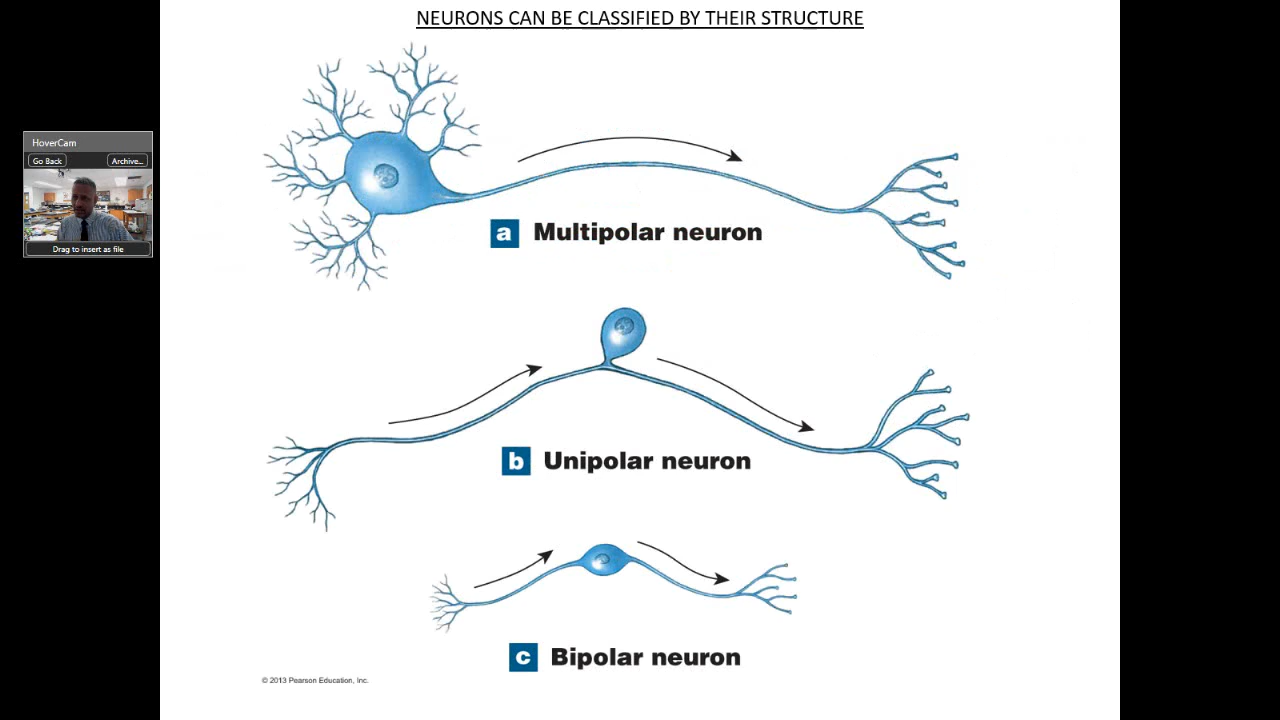 NEURONS CAN BE CLASSIFIED BY THEIR STRUCTURE
HoverCam
Go Back
Archive...
Drag to insert as file
a Multipolar neuron
b Unipolar neuron
c Bipolar neuron
© 2013 Pearson Education, Inc.